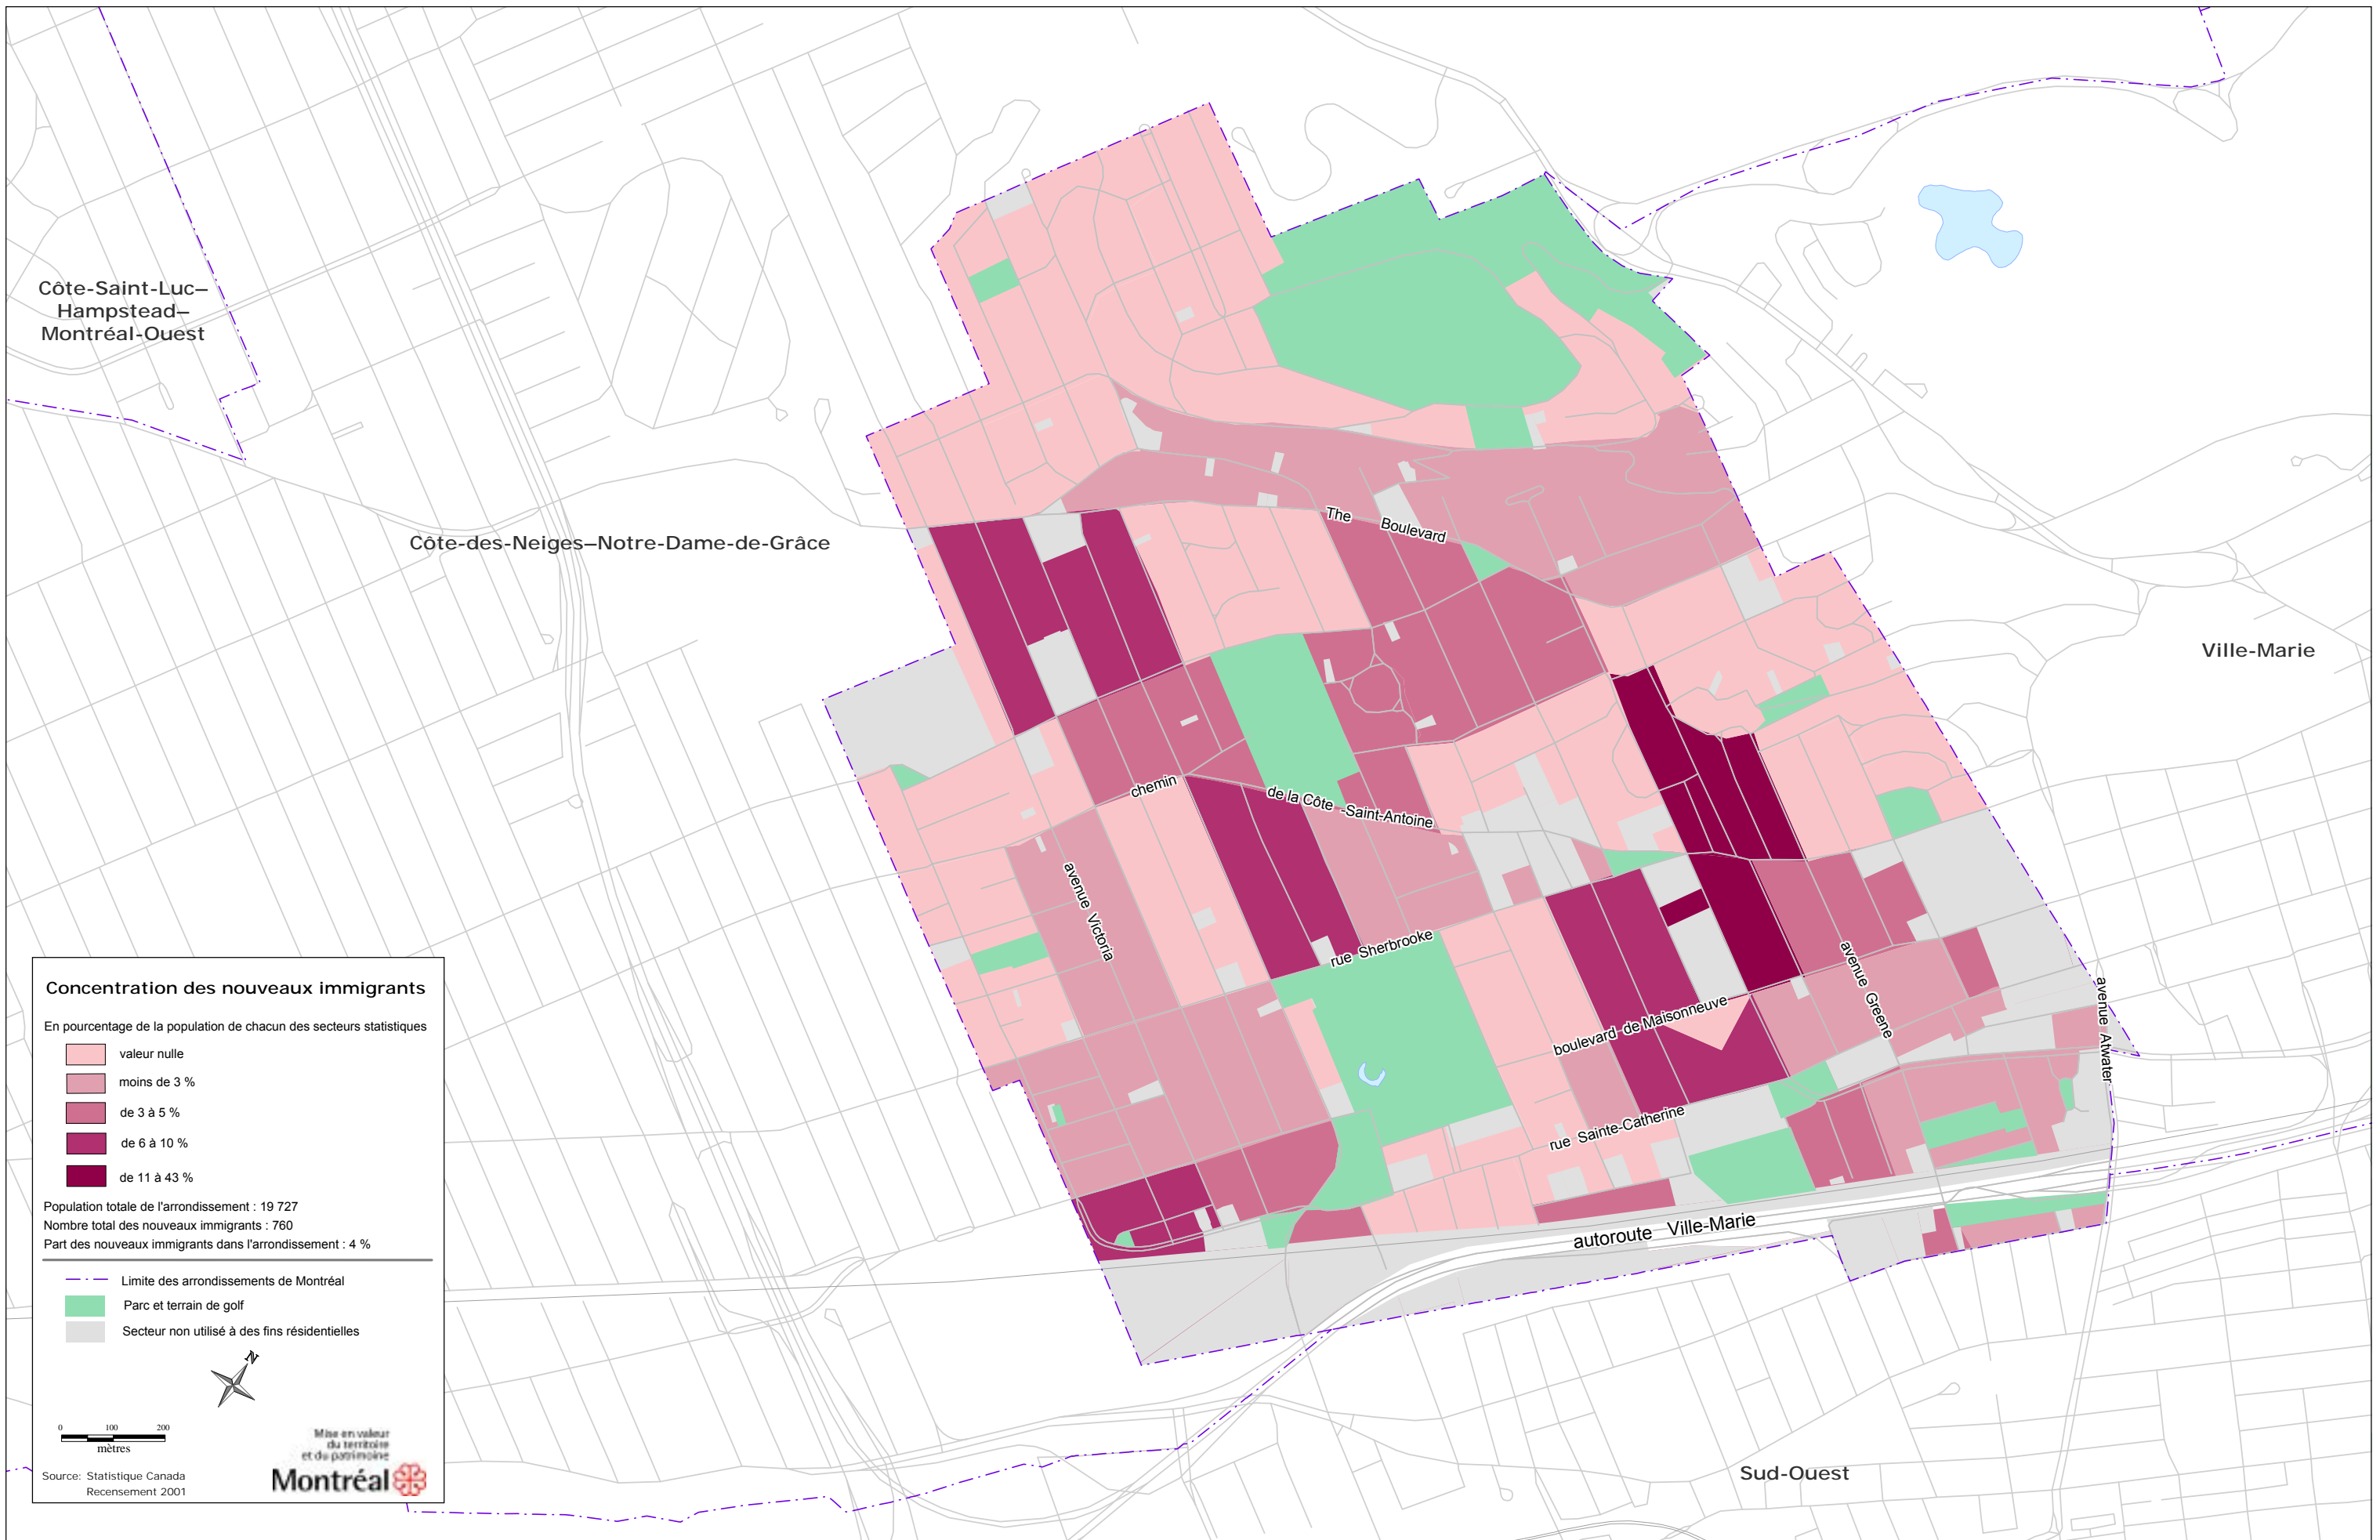 Côte-Saint-Luc–
Hampstead–
Montréal-Ouest
Côte-des-Neiges–Notre-Dame-de-Grâce
Ville-Marie
The Boulevard
chemin de la Côte -Saint-Antoine
avenue Victoria
rue Sherbrooke
boulevard de Maisonneuve
avenue Greene
avenue Atwater
rue Sainte-Catherine
autoroute Ville-Marie
Sud-Ouest
Concentration des nouveaux immigrants
En pourcentage de la population de chacun des secteurs statistiques
valeur nulle
moins de 3 %
de 3 à 5 %
de 6 à 10 %
de 11 à 43 %
Population totale de l'arrondissement : 19 727
Nombre total des nouveaux immigrants : 760
Part des nouveaux immigrants dans l'arrondissement : 4 %
Limite des arrondissements de Montréal
Parc et terrain de golf
Secteur non utilisé à des fins résidentielles
N
0 100 200
mètres
Mise en valeur
du territoire
et du patrimoine
Montréal
Source: Statistique Canada
Recensement 2001